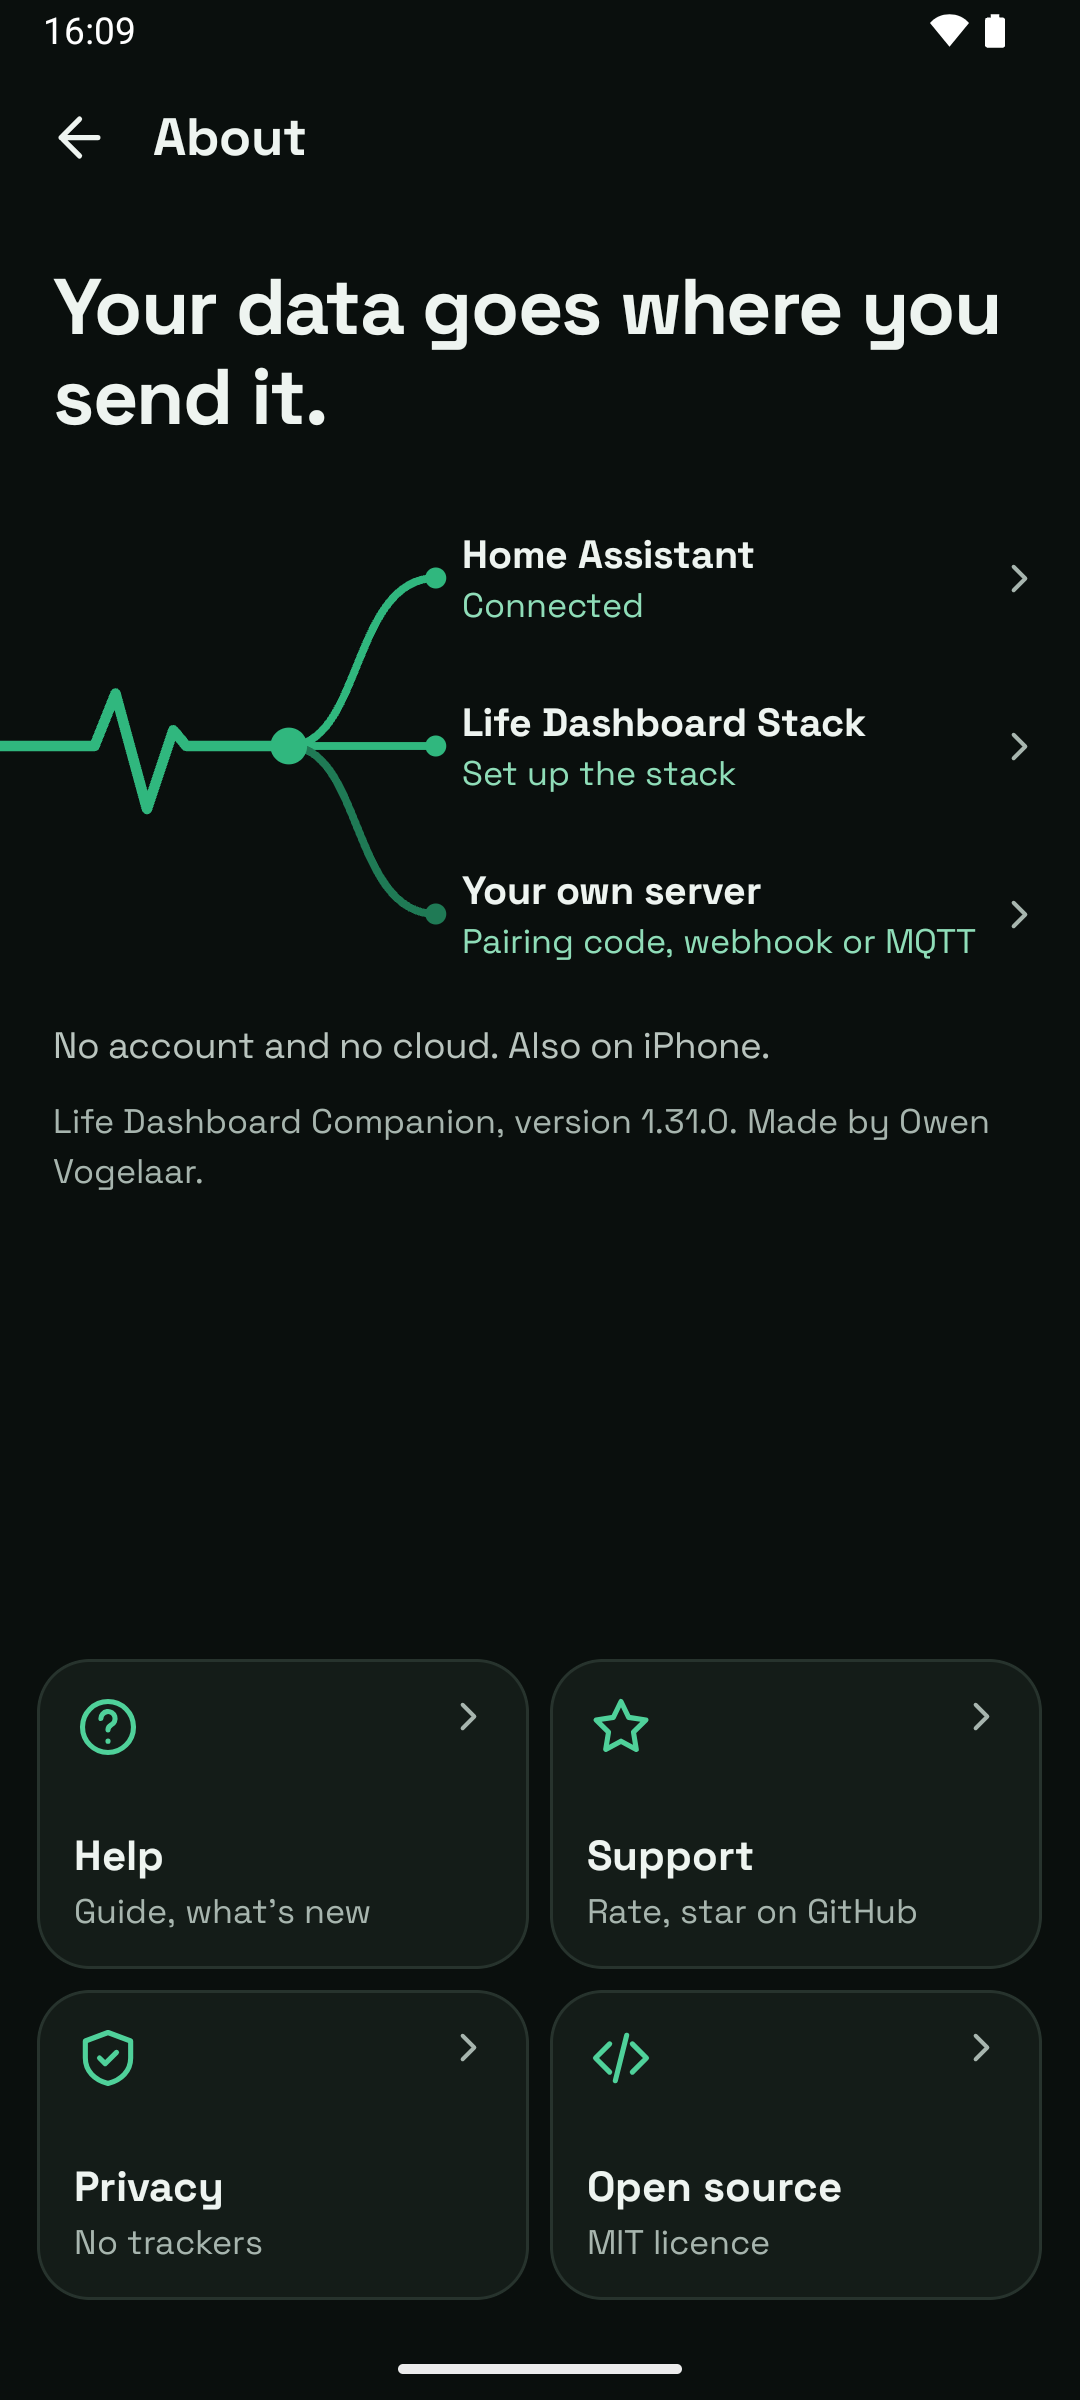 16:09
About
Your data goes where you
send it.
Home Assistant
Connected
Life Dashboard Stack
Set up the stack
Your own server
Pairing code, webhook or MQTT
No account and no cloud. Also on iPhone.
Life Dashboard Companion, version 1.31.0. Made by Owen
Vogelaar.
Help
Guide, what’s new
Support
Rate, star on GitHub
Privacy
No trackers
Open source
MIT licence